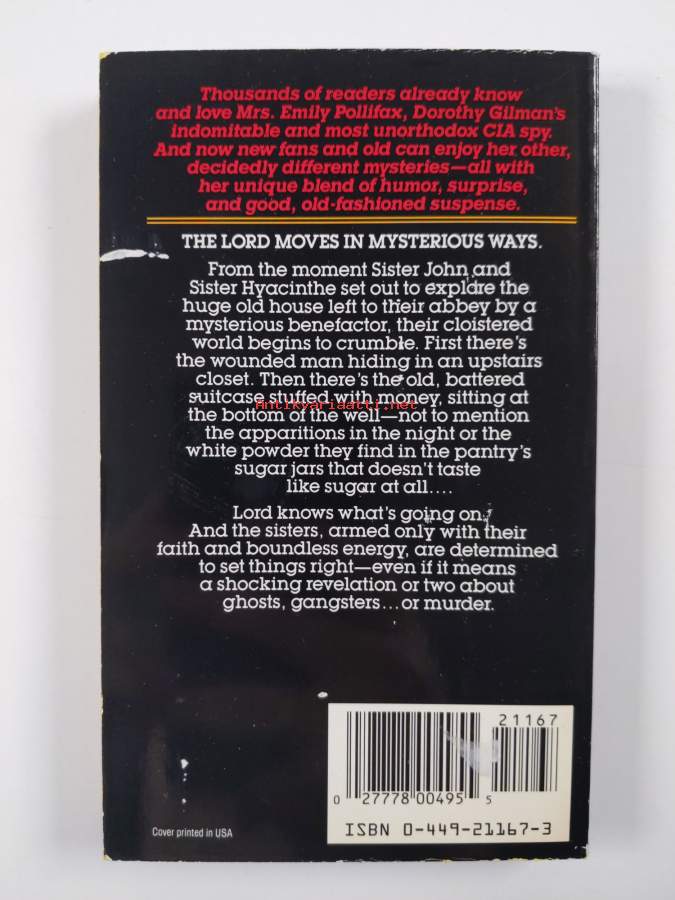 Thousands of readers already know
and love Mrs. Emily Pollifax, Dorothy Gilman's
indomitable and most unorthodox CIA spy.
And now new fans and old can enjoy her other,
decidedly different mysteries—all with
her unique blend of humor, surprise,
and good, old-fashioned suspense.
THE LORD MOVES IN MYSTERIOUS WAYS.
From the moment Sister John and
Sister Hyacinthe set out to explore the
huge old house left to their abbey by a
mysterious benefactor, their cloistered
world begins to crumble. First there's
the wounded man hiding in an upstairs
closet. Then there's the old, battered
suitcase stuffed with money, sitting at
antikvariaatti.net
the bottom of the well—not to mention
the apparitions in the night or the
white powder they find in the pantry's
sugar jars that doesn't taste
like sugar at all....
Lord knows what's going on.
And the sisters, armed only with their
faith and boundless energy, are determined
to set things right—even if it means
a shocking revelation or two about
ghosts, gangsters...or murder.
21167
0 27778 00495 5
ISBN 0-449-21167-3
Cover printed in USA